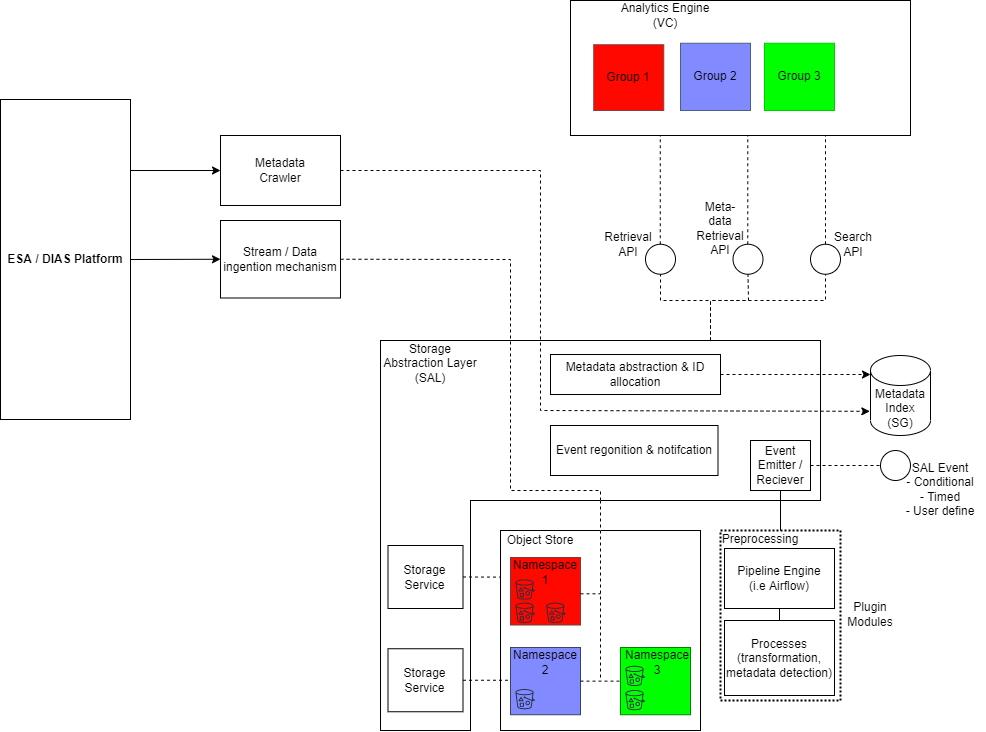 Analytics Engine
(VC)
Group 1
Group 2
Group 3
Metadata
Crawler
ESA / DIAS Platform
Stream / Data
ingention mechanism
Retrieval
API
Meta-
data
Retrieval
API
Search
API
Storage
Abstraction Layer
(SAL)
Metadata abstraction & ID
allocation
Metadata
Index
(SG)
Event regonition & notifcation
Event
Emitter /
Reciever
SAL Event
- Conditional
- Timed
- User define
Object Store
Preprocessing
Storage
Service
Namespace
1
Pipeline Engine
(i.e Airflow)
Plugin
Modules
Storage
Service
Namespace
2
Namespace
3
Processes
(transformation,
metadata detection)